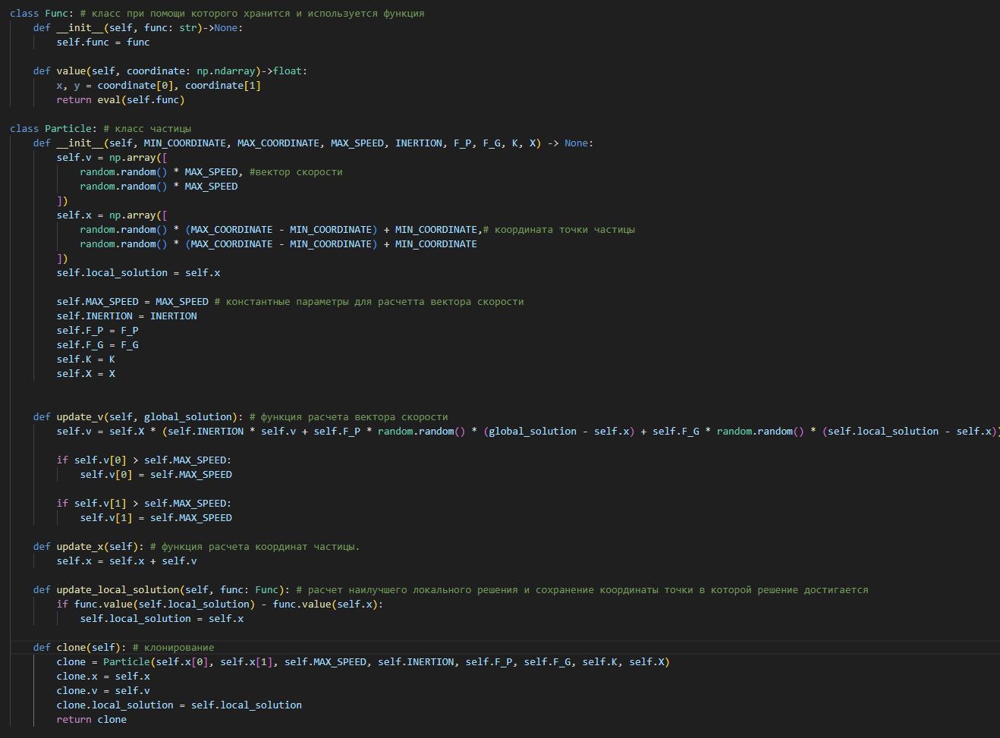 class Func: # класс при помощи которого хранится и используется функция
    def __init__(self, func: str)->None:
        self.func = func

    def value(self, coordinate: np.ndarray)->float:
        x, y = coordinate[0], coordinate[1]
        return eval(self.func)

class Particle: # класс частицы
    def __init__(self, MIN_COORDINATE, MAX_COORDINATE, MAX_SPEED, INERTION, F_P, F_G, K, X) -> None:
        self.v = np.array([
            random.random() * MAX_SPEED, #вектор скорости
            random.random() * MAX_SPEED
        ])
        self.x = np.array([
            random.random() * (MAX_COORDINATE - MIN_COORDINATE) + MIN_COORDINATE,# координата точки частицы
            random.random() * (MAX_COORDINATE - MIN_COORDINATE) + MIN_COORDINATE
        ])
        self.local_solution = self.x

        self.MAX_SPEED = MAX_SPEED # константные параметры для расчетта вектора скорости
        self.INERTION = INERTION
        self.F_P = F_P
        self.F_G = F_G
        self.K = K
        self.X = X


    def update_v(self, global_solution): # функция расчета вектора скорости
        self.v = self.X * (self.INERTION * self.v + self.F_P * random.random() * (global_solution - self.x) + self.F_G * random.random() * (self.local_solution - self.x))

        if self.v[0] > self.MAX_SPEED:
            self.v[0] = self.MAX_SPEED

        if self.v[1] > self.MAX_SPEED:
            self.v[1] = self.MAX_SPEED

    def update_x(self): # функция расчета координат частицы.
        self.x = self.x + self.v

    def update_local_solution(self, func: Func): # расчет наилучшего локального решения и сохранение координаты точки в которой решение достигается
        if func.value(self.local_solution) - func.value(self.x):
            self.local_solution = self.x

    def clone(self): # клонирование
        clone = Particle(self.x[0], self.x[1], self.MAX_SPEED, self.INERTION, self.F_P, self.F_G, self.K, self.X)
        clone.x = self.x
        clone.v = self.v
        clone.local_solution = self.local_solution
        return clone